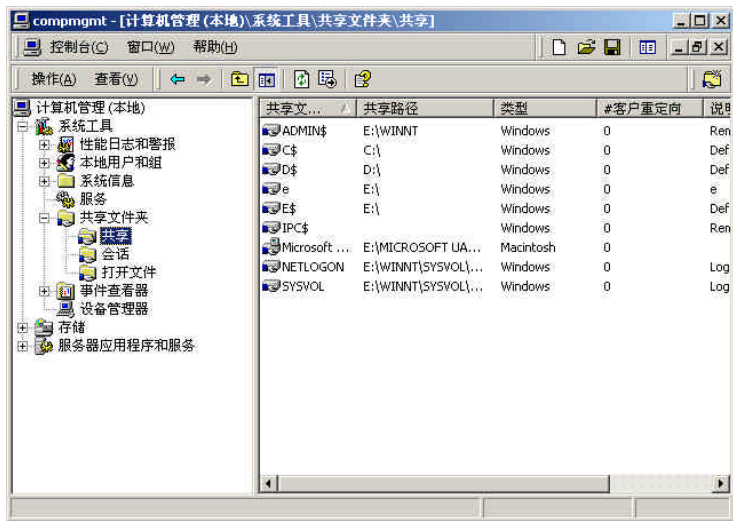 compmgmt - [计算机管理 (本地)\系统工具\共享文件夹\共享]
控制台(C) 窗口(W) 帮助(H)
操作(A) 查看(V)
计算机管理 (本地)
系统工具
性能日志和警报
本地用户和组
系统信息
服务
共享文件夹
共享
会话
打开文件
事件查看器
设备管理器
存储
服务器应用程序和服务
共享文... 共享路径 类型 #客户重定向 说明
ADMIN$ E:\WINNT Windows 0 Ren
C$ C:\ Windows 0 Def
D$ D:\ Windows 0 Def
e E:\ Windows 0 e
E$ E:\ Windows 0 Def
IPC$ Windows 0 Ren
Microsoft ... E:\MICROSOFT UA... Macintosh 0
NETLOGON E:\WINNT\SYSVOL\... Windows 0 Log
SYSVOL E:\WINNT\SYSVOL\... Windows 0 Log